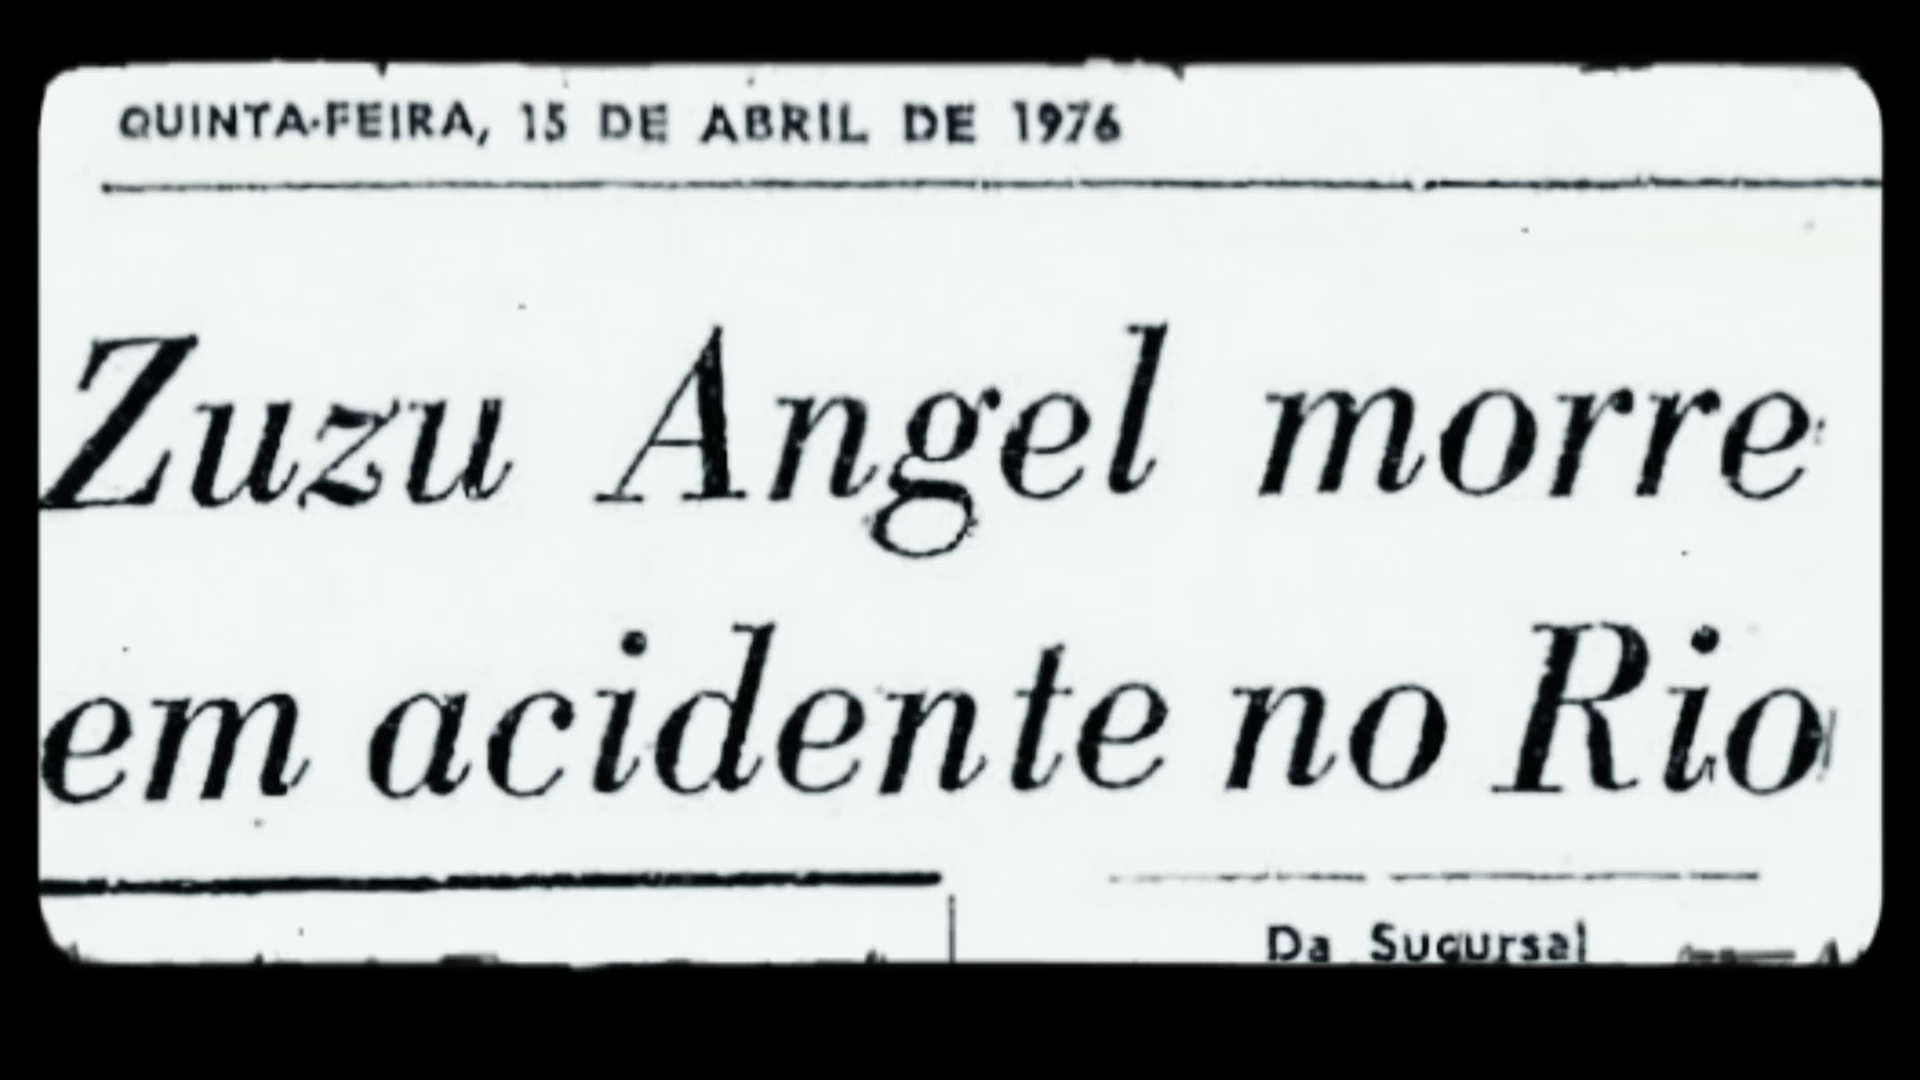 QUINTA-FEIRA, 15 DE ABRIL DE 1976
Zuzu Angel morre
em acidente no Rio
Da Sucursal